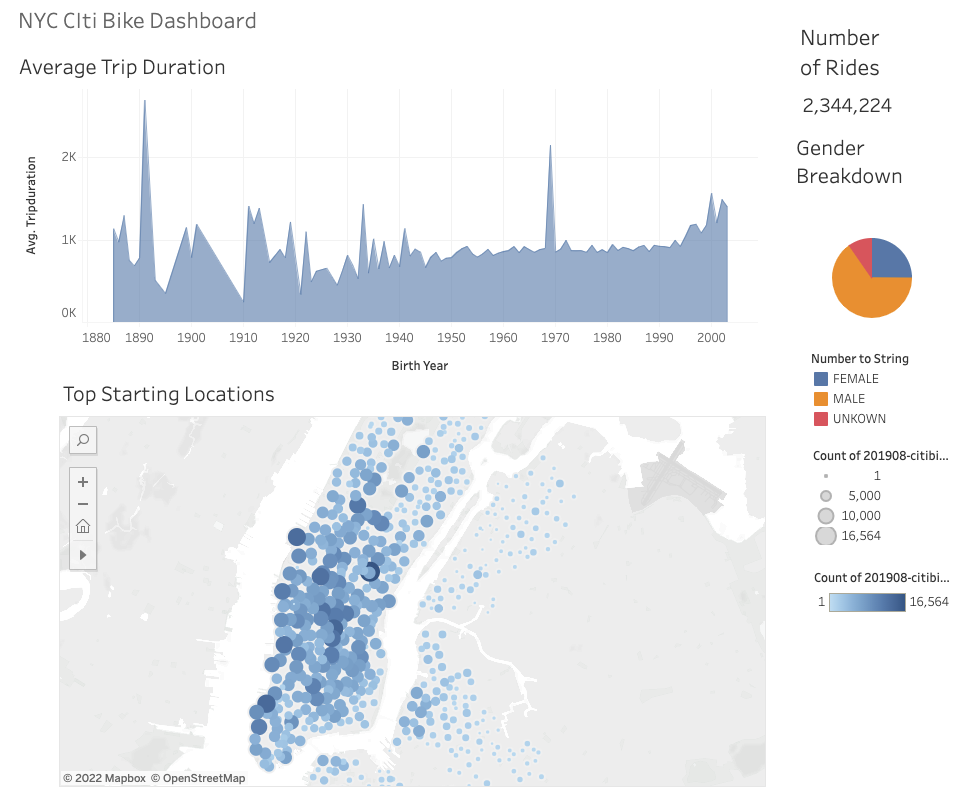 NYC CIti Bike Dashboard
Average Trip Duration
Avg. Tripduration
2K
1K
0K
1880 1890 1900 1910 1920 1930 1940 1950 1960 1970 1980 1990 2000
Birth Year
Top Starting Locations
© 2022 Mapbox © OpenStreetMap
Number
of Rides
2,344,224
Gender
Breakdown
Number to String
FEMALE
MALE
UNKOWN
Count of 201908-citibi...
1
5,000
10,000
16,564
Count of 201908-citibi...
1 16,564